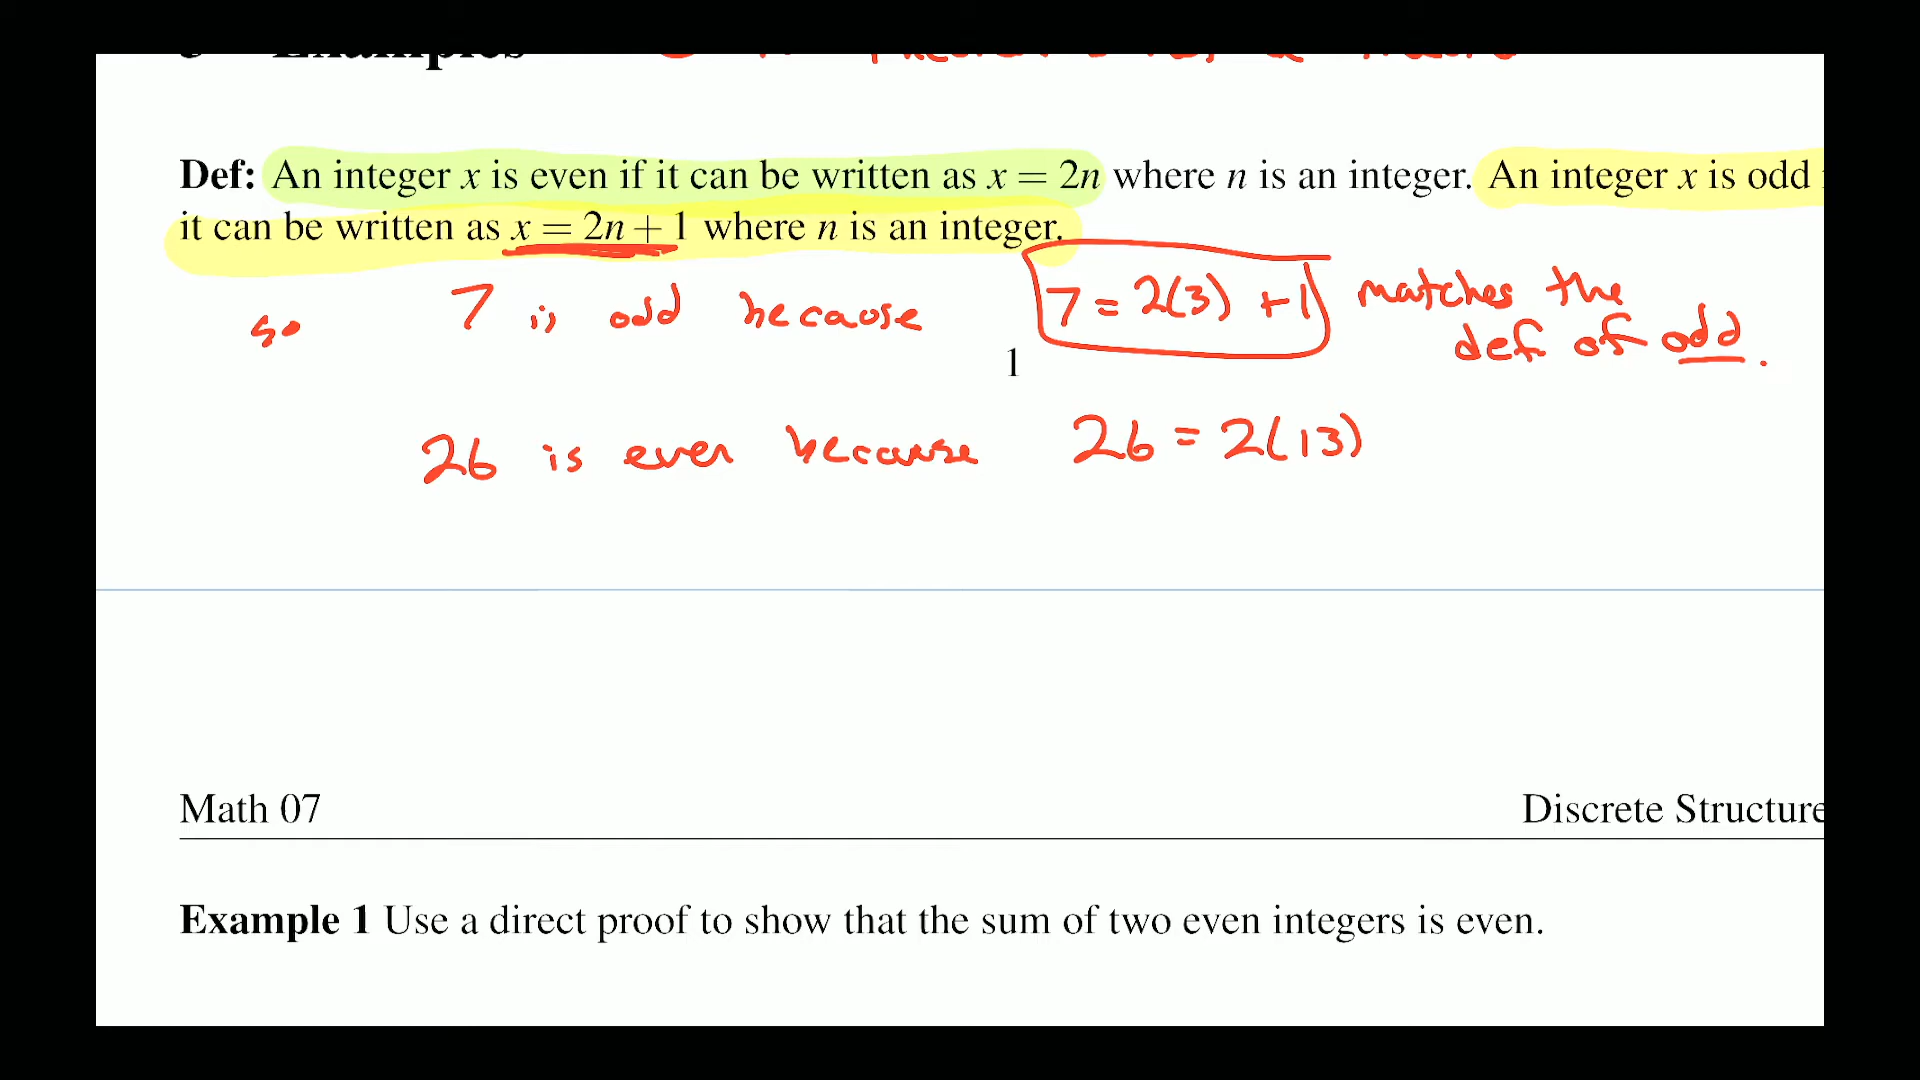 Examples
Def: An integer x is even if it can be written as x = 2n where n is an integer. An integer x is odd
it can be written as x = 2n + 1 where n is an integer.
so 7 is odd because 7 = 2(3) + 1 matches the
def of odd.
1
26 is even because 26 = 2(13)
Math 07 Discrete Structure
Example 1 Use a direct proof to show that the sum of two even integers is even.